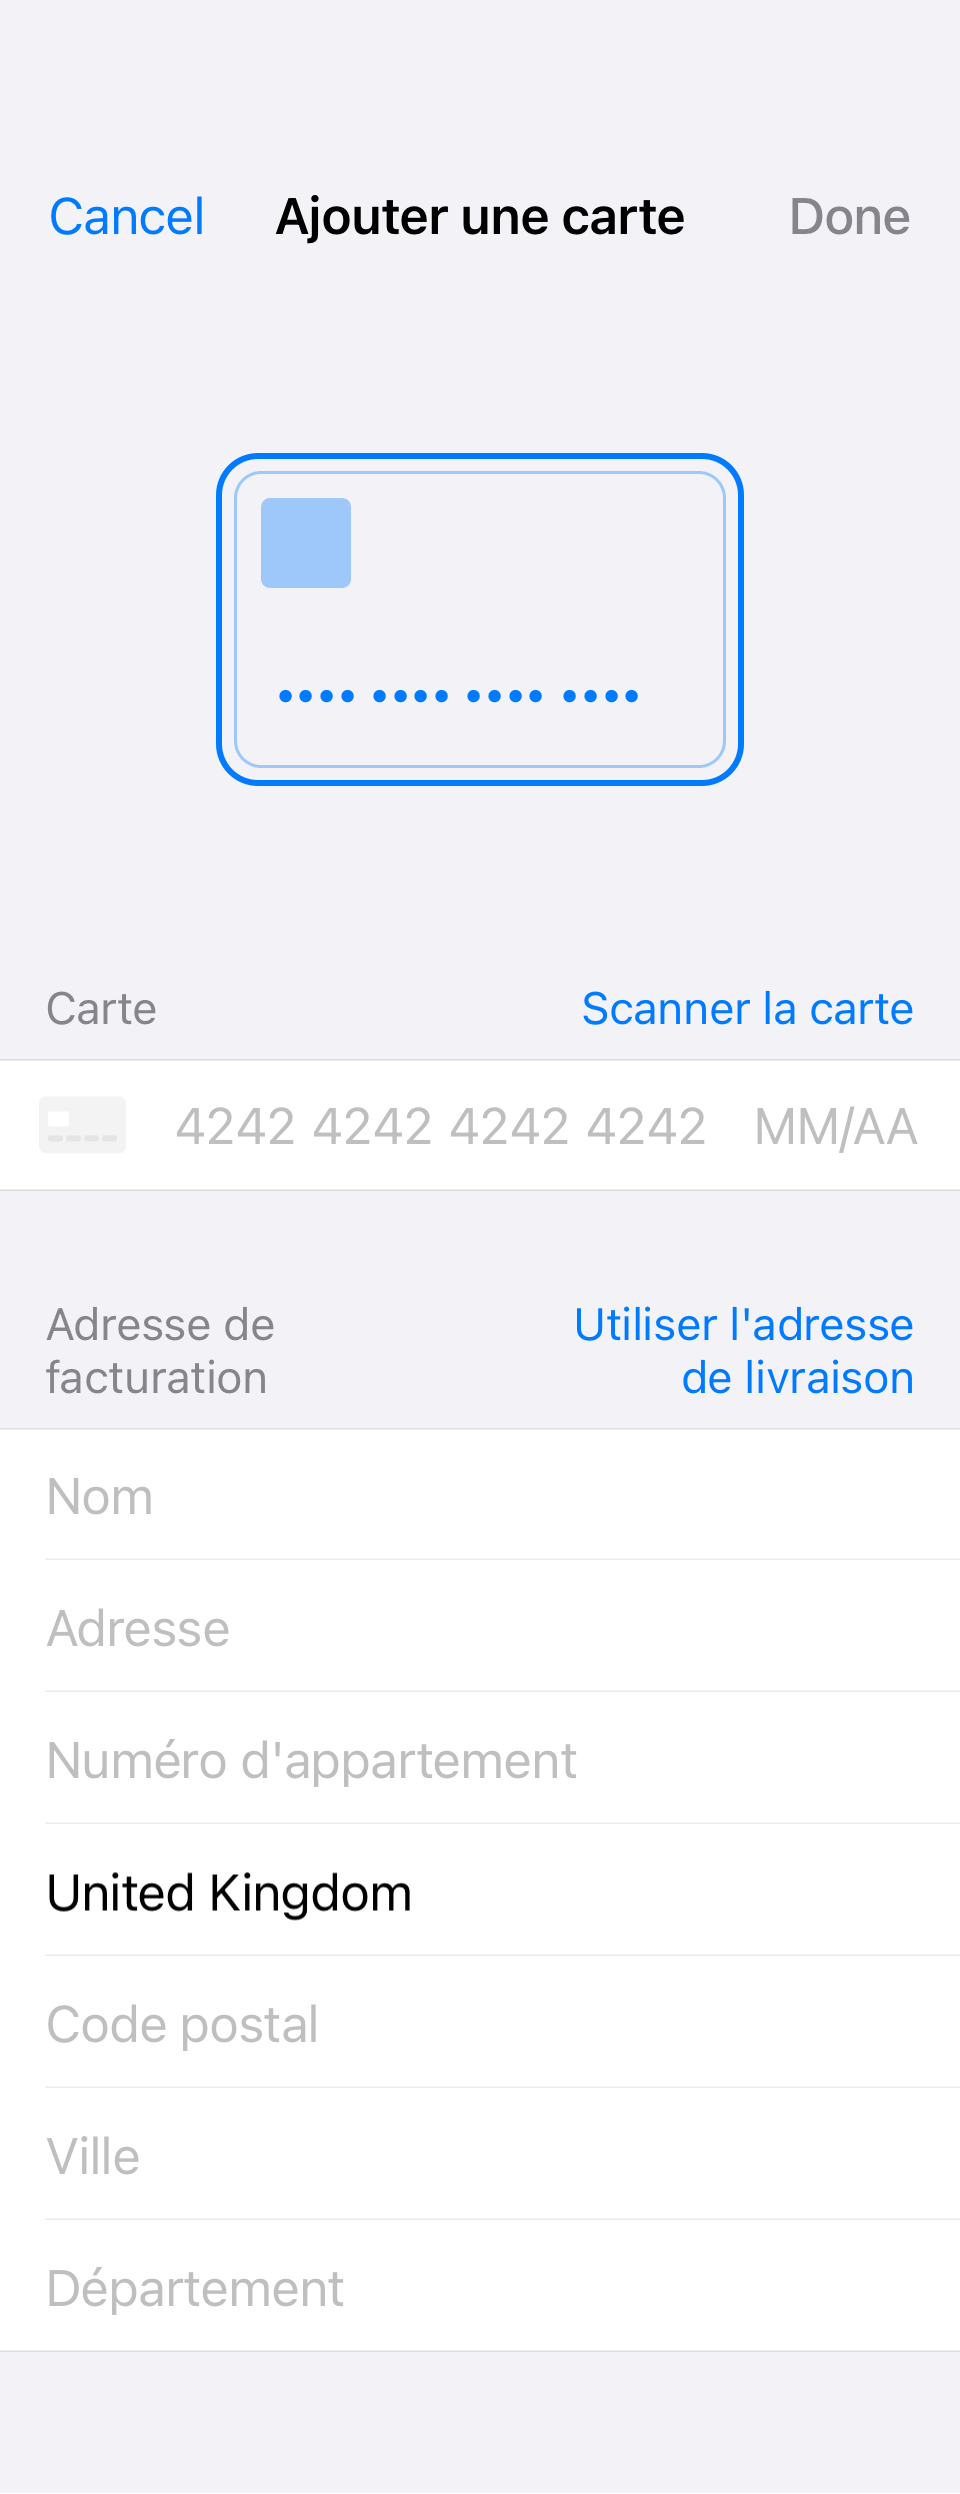 Cancel Ajouter une carte Done
Carte Scanner la carte
4242 4242 4242 4242 MM/AA
Adresse de facturation
Utiliser l'adresse de livraison
Nom
Adresse
Numéro d'appartement
United Kingdom
Code postal
Ville
Département